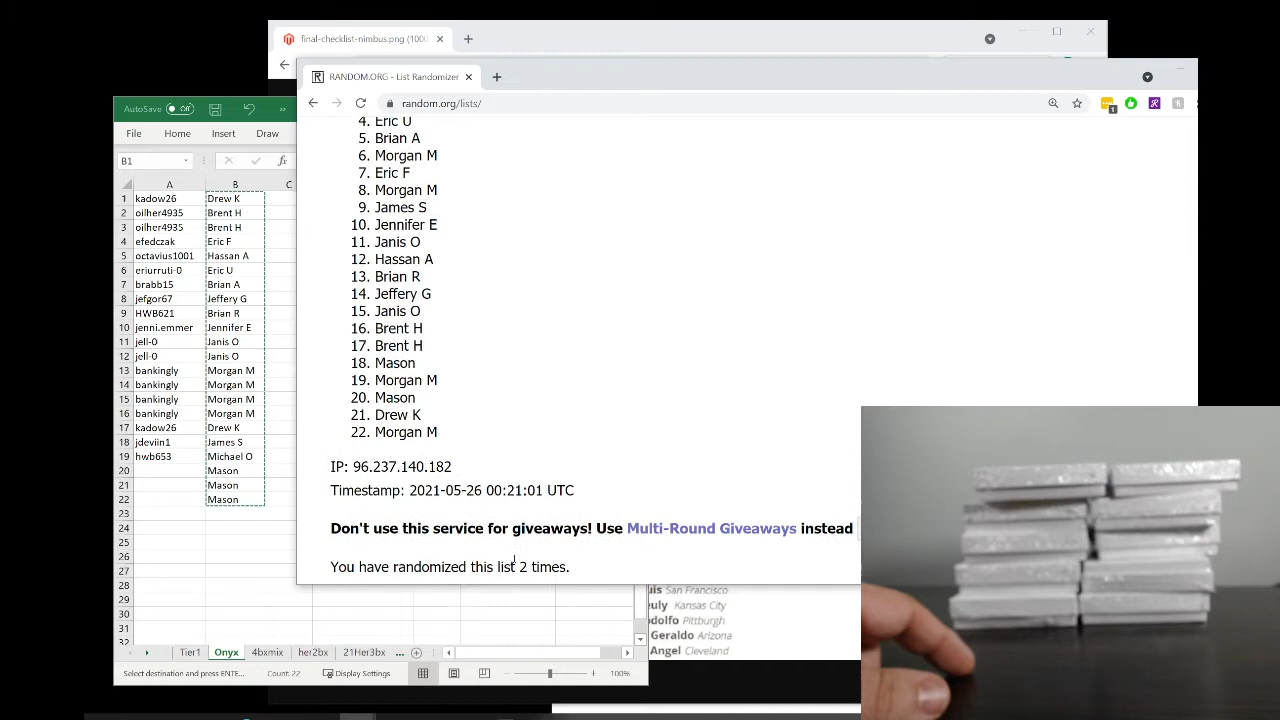 final-checklist-nimbus.png (1000
RANDOM.ORG - List Randomizer
random.org/lists/
AutoSave Off
File Home Insert Draw
B1
A B C
1 kadow26 Drew K
2 oilher4935 Brent H
3 oilher4935 Brent H
4 efedczak Eric F
5 octavius1001 Hassan A
6 eriurruti-0 Eric U
7 brabb15 Brian A
8 jefgor67 Jeffery G
9 HWB621 Brian R
10 jenni.emmer Jennifer E
11 jell-0 Janis O
12 jell-0 Janis O
13 bankingly Morgan M
14 bankingly Morgan M
15 bankingly Morgan M
16 bankingly Morgan M
17 kadow26 Drew K
18 jdeviin1 James S
19 hwb653 Michael O
20 Mason
21 Mason
22 Mason
23
24
25
26
27
28
29
30
31
32
Tier1 Onyx 4bxmix her2bx 21Her3bx ...
Select destination and press ENTE... Count: 22 Display Settings 100%
4. Eric U
5. Brian A
6. Morgan M
7. Eric F
8. Morgan M
9. James S
10. Jennifer E
11. Janis O
12. Hassan A
13. Brian R
14. Jeffery G
15. Janis O
16. Brent H
17. Brent H
18. Mason
19. Morgan M
20. Mason
21. Drew K
22. Morgan M
IP: 96.237.140.182
Timestamp: 2021-05-26 00:21:01 UTC
Don't use this service for giveaways! Use Multi-Round Giveaways instead
You have randomized this list 2 times.
San Francisco
Kansas City
Pittsburgh
Geraldo Arizona
Angel Cleveland